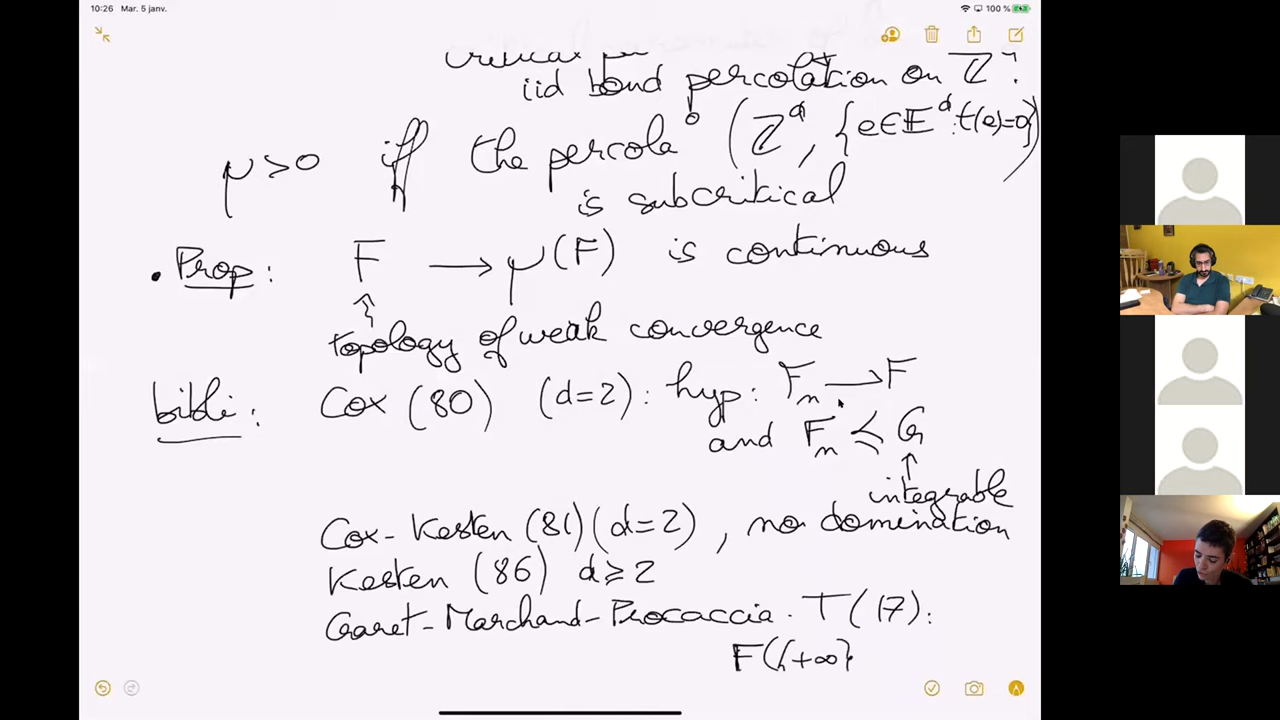 10:26 Mar. 5 janv.
100 %
critical
iid bond percolation on ℤ^d.
μ>0 iff the percola° (ℤ^d, {e∈𝔼^d: t(e)=0})
is subcritical
• Prop: F → μ(F) is continuous
topology of weak convergence
bibli: Cox (80) (d=2): hyp: F_n → F
and F_n ≼ G
↑
integrable
Cox-Kesten (81)(d=2), no domination
Kesten (86) d⩾2
Garet-Marchand-Procaccia. T(17):
F({+∞}